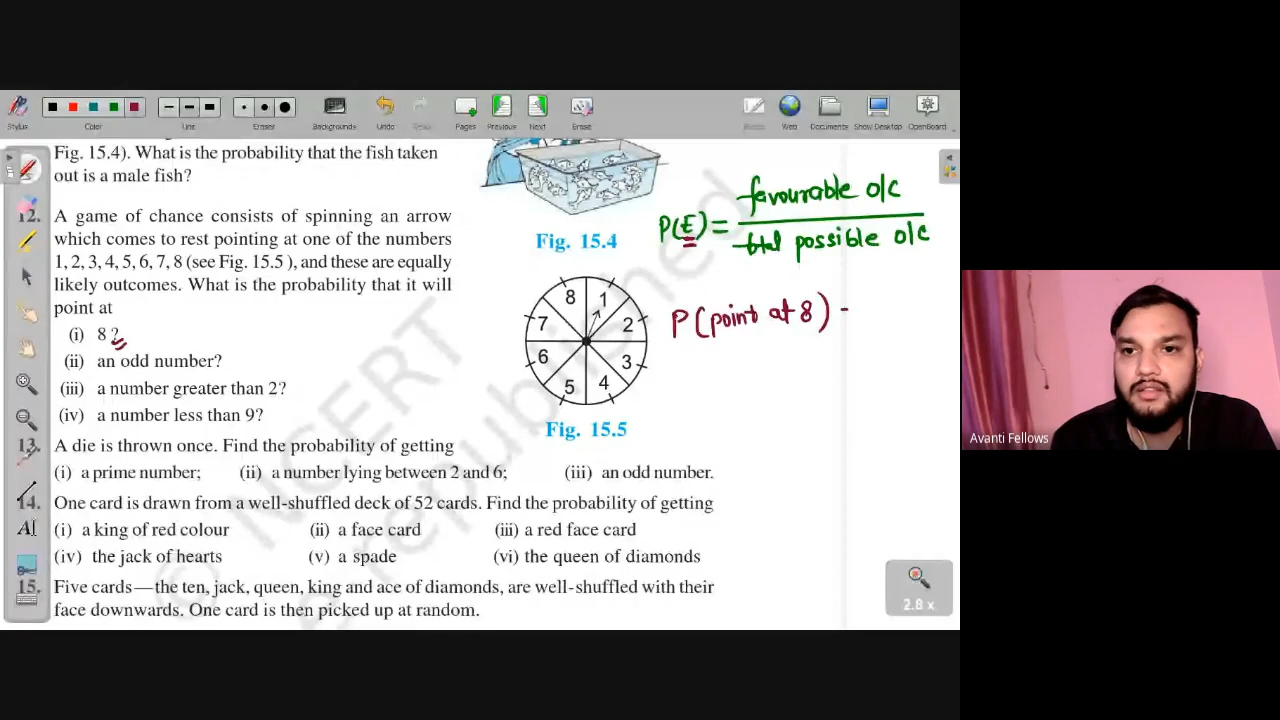 Stylus
Color
Line
Eraser
Backgrounds
Undo
Redo
Pages
Previous
Next
Erase
Web
Documents
Show Desktop
OpenBoard
Fig. 15.4). What is the probability that the fish taken
out is a male fish?
12. A game of chance consists of spinning an arrow
which comes to rest pointing at one of the numbers
1, 2, 3, 4, 5, 6, 7, 8 (see Fig. 15.5 ), and these are equally
likely outcomes. What is the probability that it will
point at
(i) 8 ?
(ii) an odd number?
(iii) a number greater than 2?
(iv) a number less than 9?
Fig. 15.4
8 1
7 2
6 3
5 4
Fig. 15.5
P(E) = favourable o/c
total possible o/c
P(point at 8) -
13. A die is thrown once. Find the probability of getting
(i) a prime number; (ii) a number lying between 2 and 6; (iii) an odd number.
14. One card is drawn from a well-shuffled deck of 52 cards. Find the probability of getting
(i) a king of red colour (ii) a face card (iii) a red face card
(iv) the jack of hearts (v) a spade (vi) the queen of diamonds
15. Five cards—the ten, jack, queen, king and ace of diamonds, are well-shuffled with their
face downwards. One card is then picked up at random.
© NCERT
republished
2.8 x
Avanti Fellows